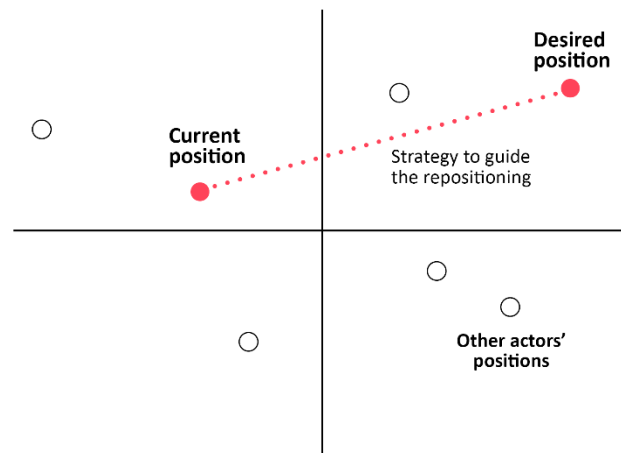 Desired
position
Current
position
Strategy to guide
the repositioning
Other actors’
positions